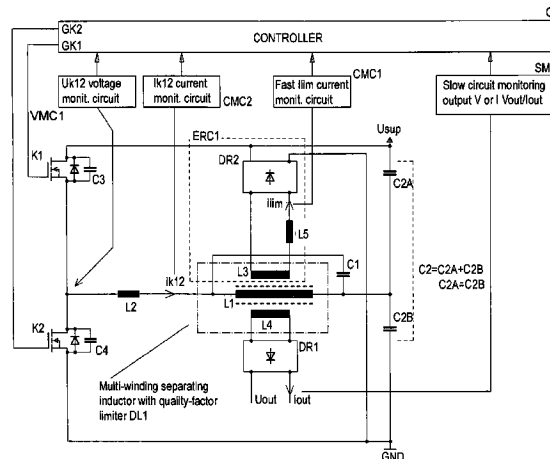 C
GK2
GK1
CONTROLLER
Uk12 voltage
monit. circuit
Ik12 current
monit. circuit
CMC2
Fast Ilim current
monit. circuit
CMC1
SM
Slow circuit monitoring
output V or I Vout/Iout
VMC1
ERC1
Usup
K1
C3
DR2
C2A
ilim
L5
C1
L3
C2=C2A+C2B
C2A=C2B
ik12
L2
L1
K2
C4
L4
C2B
DR1
Multi-winding separating
inductor with quality-factor
limiter DL1
Uout
Iout
GND